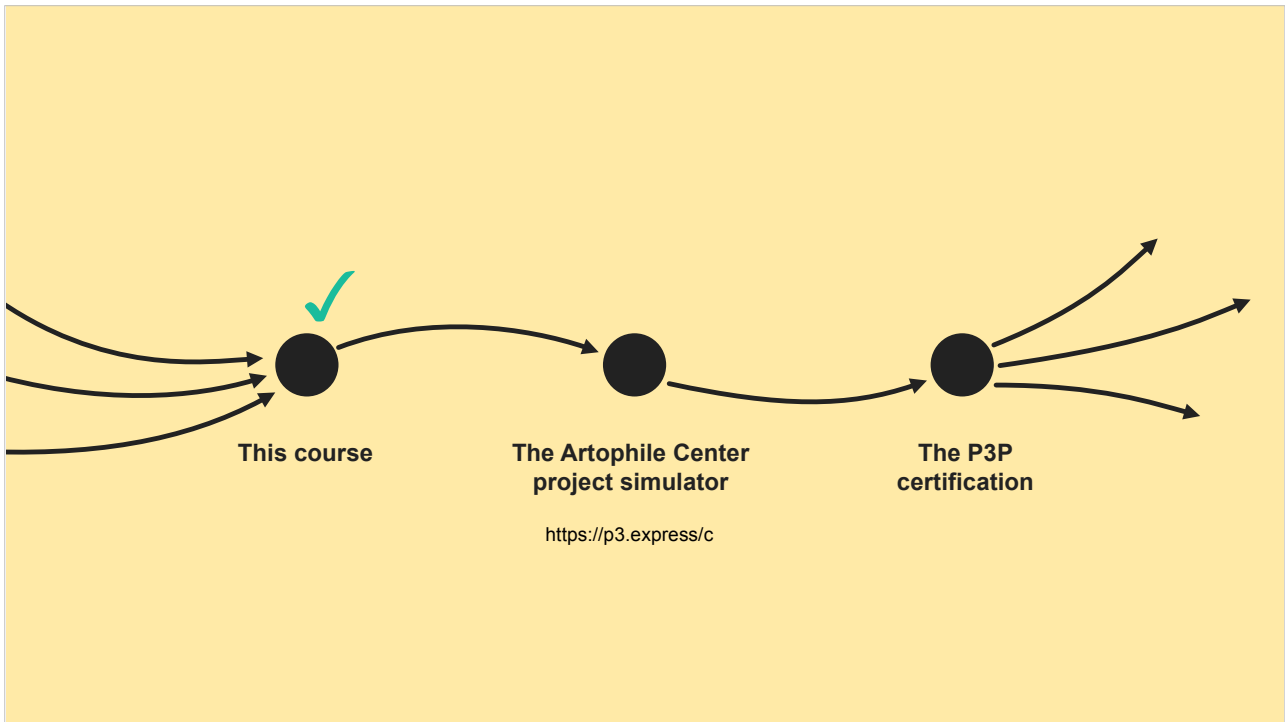 This course
The Artophile Center
project simulator
https://p3.express/c
The P3P
certification